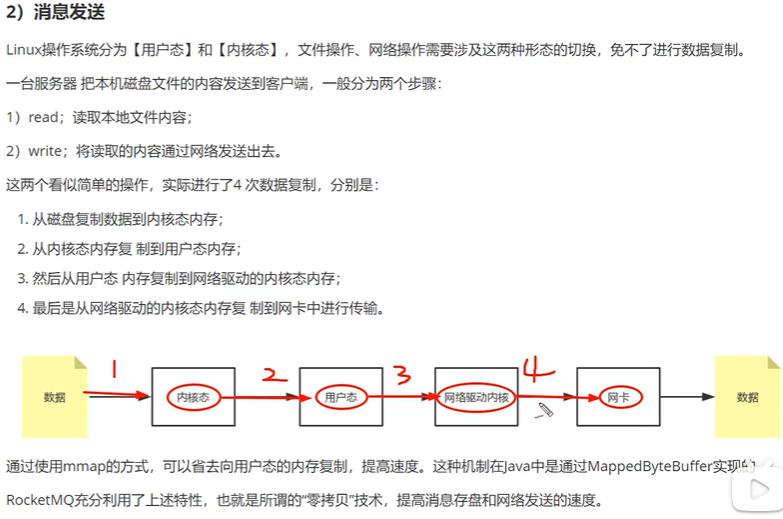 2）消息发送
Linux操作系统分为【用户态】和【内核态】，文件操作、网络操作需要涉及这两种形态的切换，免不了进行数据复制。
一台服务器 把本机磁盘文件的内容发送到客户端，一般分为两个步骤：
1）read；读取本地文件内容；
2）write；将读取的内容通过网络发送出去。
这两个看似简单的操作，实际进行了4 次数据复制，分别是：
1. 从磁盘复制数据到内核态内存；
2. 从内核态内存复 制到用户态内存；
3. 然后从用户态 内存复制到网络驱动的内核态内存；
4. 最后是从网络驱动的内核态内存复 制到网卡中进行传输。
1 2 3 4
数据 内核态 用户态 网络驱动内核 网卡 数据
通过使用mmap的方式，可以省去向用户态的内存复制，提高速度。这种机制在Java中是通过MappedByteBuffer实现的
RocketMQ充分利用了上述特性，也就是所谓的“零拷贝”技术，提高消息存盘和网络发送的速度。